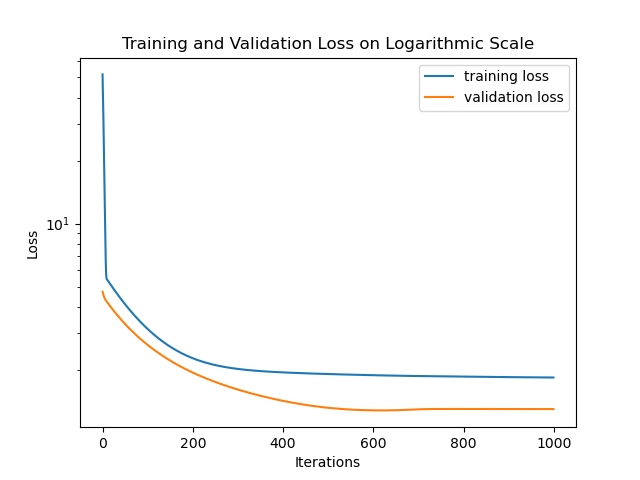 Training and Validation Loss on Logarithmic Scale
training loss
validation loss
10¹
Loss
0 200 400 600 800 1000
Iterations